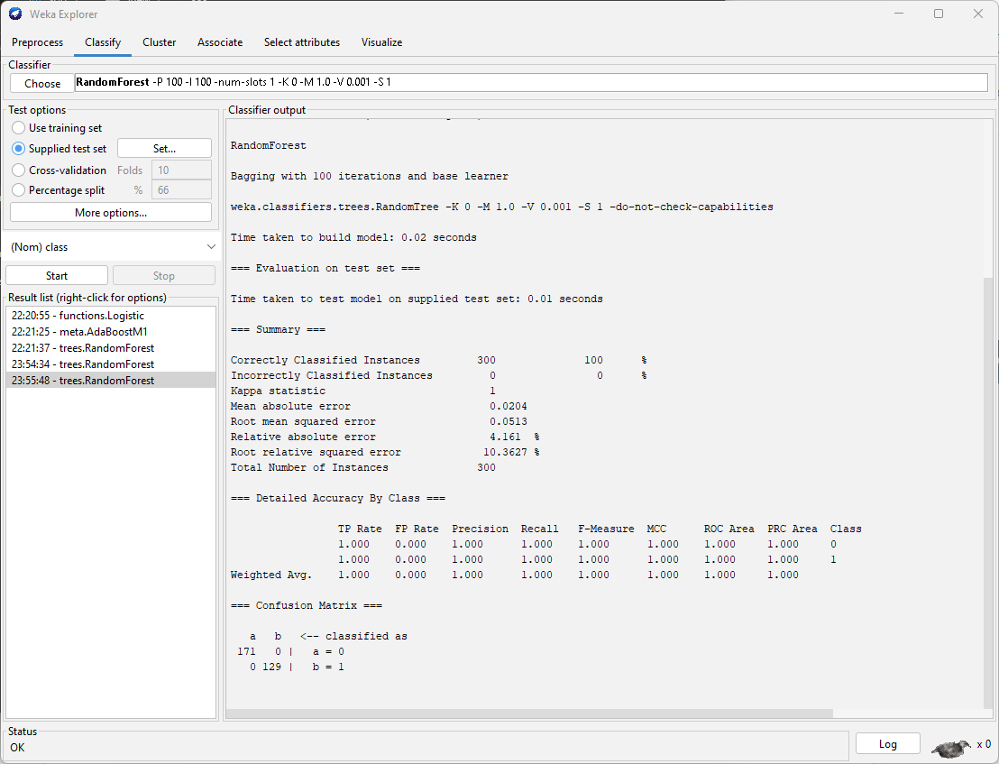 Weka Explorer
Preprocess Classify Cluster Associate Select attributes Visualize
Classifier
Choose RandomForest -P 100 -I 100 -num-slots 1 -K 0 -M 1.0 -V 0.001 -S 1
Test options
Use training set
Supplied test set Set...
Cross-validation Folds 10
Percentage split % 66
More options...
(Nom) class
Start Stop
Result list (right-click for options)
22:20:55 - functions.Logistic
22:21:25 - meta.AdaBoostM1
22:21:37 - trees.RandomForest
23:54:34 - trees.RandomForest
23:55:48 - trees.RandomForest
Classifier output
RandomForest
Bagging with 100 iterations and base learner
weka.classifiers.trees.RandomTree -K 0 -M 1.0 -V 0.001 -S 1 -do-not-check-capabilities
Time taken to build model: 0.02 seconds
=== Evaluation on test set ===
Time taken to test model on supplied test set: 0.01 seconds
=== Summary ===
Correctly Classified Instances 300 100 %
Incorrectly Classified Instances 0 0 %
Kappa statistic 1
Mean absolute error 0.0204
Root mean squared error 0.0513
Relative absolute error 4.161 %
Root relative squared error 10.3627 %
Total Number of Instances 300
=== Detailed Accuracy By Class ===
TP Rate FP Rate Precision Recall F-Measure MCC ROC Area PRC Area Class
1.000 0.000 1.000 1.000 1.000 1.000 1.000 1.000 0
1.000 0.000 1.000 1.000 1.000 1.000 1.000 1.000 1
Weighted Avg. 1.000 0.000 1.000 1.000 1.000 1.000 1.000 1.000
=== Confusion Matrix ===
a b <-- classified as
171 0 | a = 0
0 129 | b = 1
Status
OK
Log
x 0